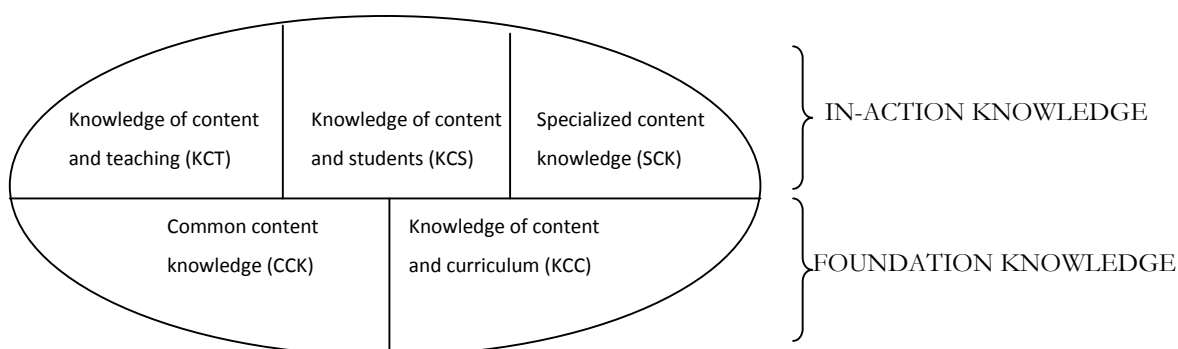 Knowledge of content
and teaching (KCT)
Knowledge of content
and students (KCS)
Specialized content
knowledge (SCK)
IN-ACTION KNOWLEDGE
Common content
knowledge (CCK)
Knowledge of content
and curriculum (KCC)
FOUNDATION KNOWLEDGE